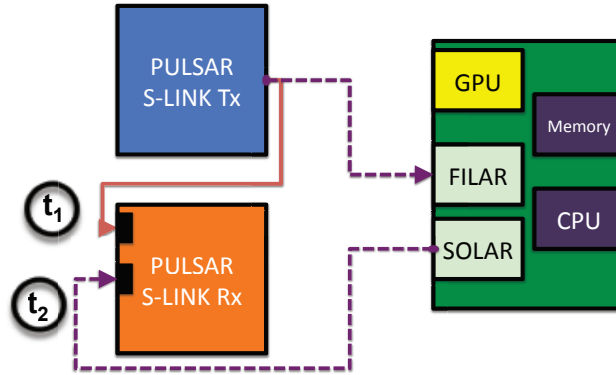 PULSAR
S-LINK Tx
GPU
Memory
FILAR
CPU
SOLAR
t1
PULSAR
S-LINK Rx
t2